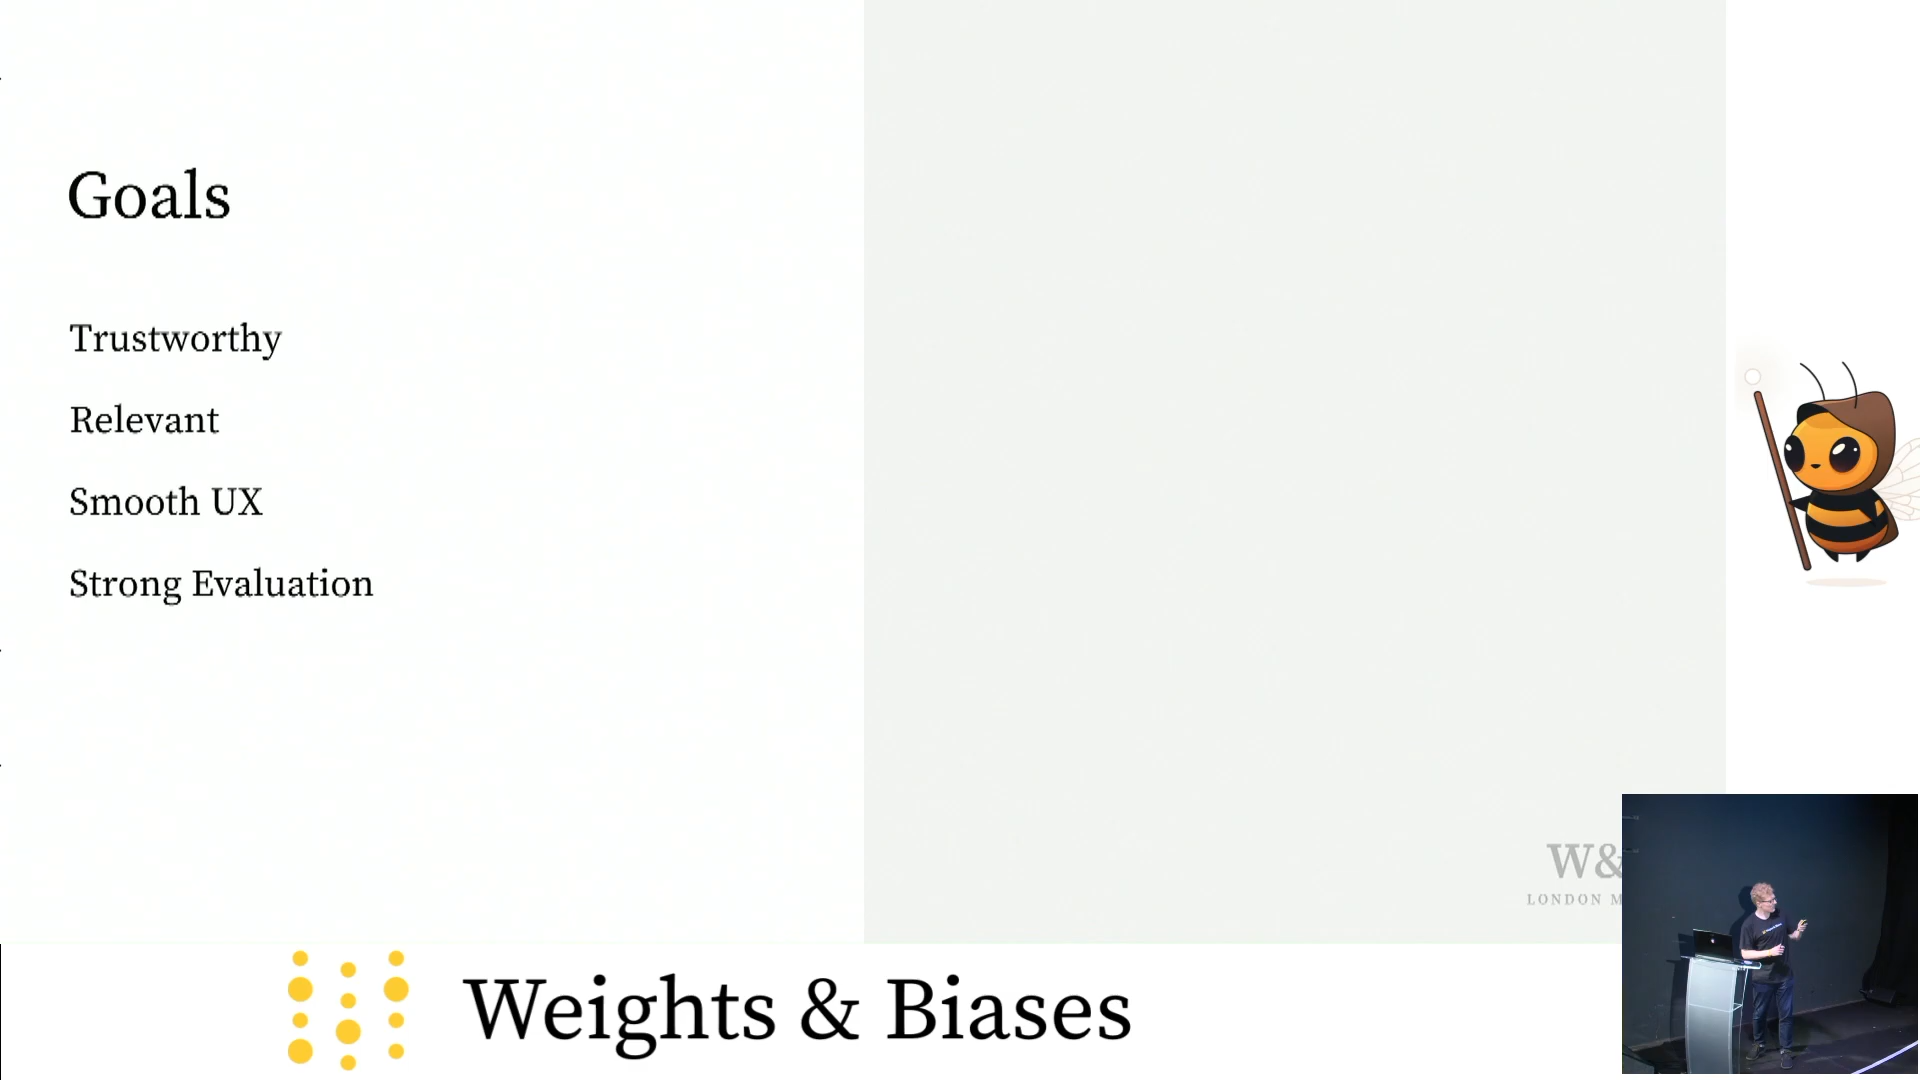 Goals
Trustworthy
Relevant
Smooth UX
Strong Evaluation
W&
LONDON M
Weights & Biases